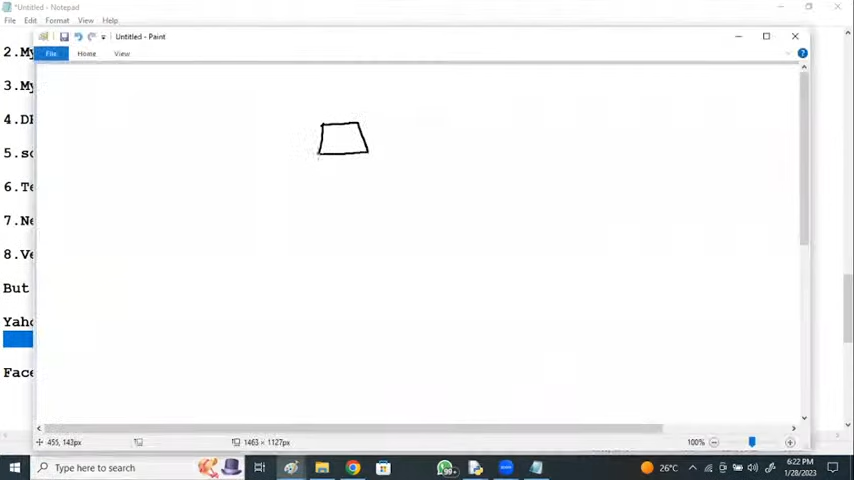 *Untitled - Notepad
File Edit Format View Help
Untitled - Paint
File Home View
2.My
3.My
4.
5.
6.Te
7.Ne
8.Ve
But
Yaho
Face
455, 143px
1463 × 1127px
100%
Type here to search
99+
26°C
6:22 PM
1/28/2023